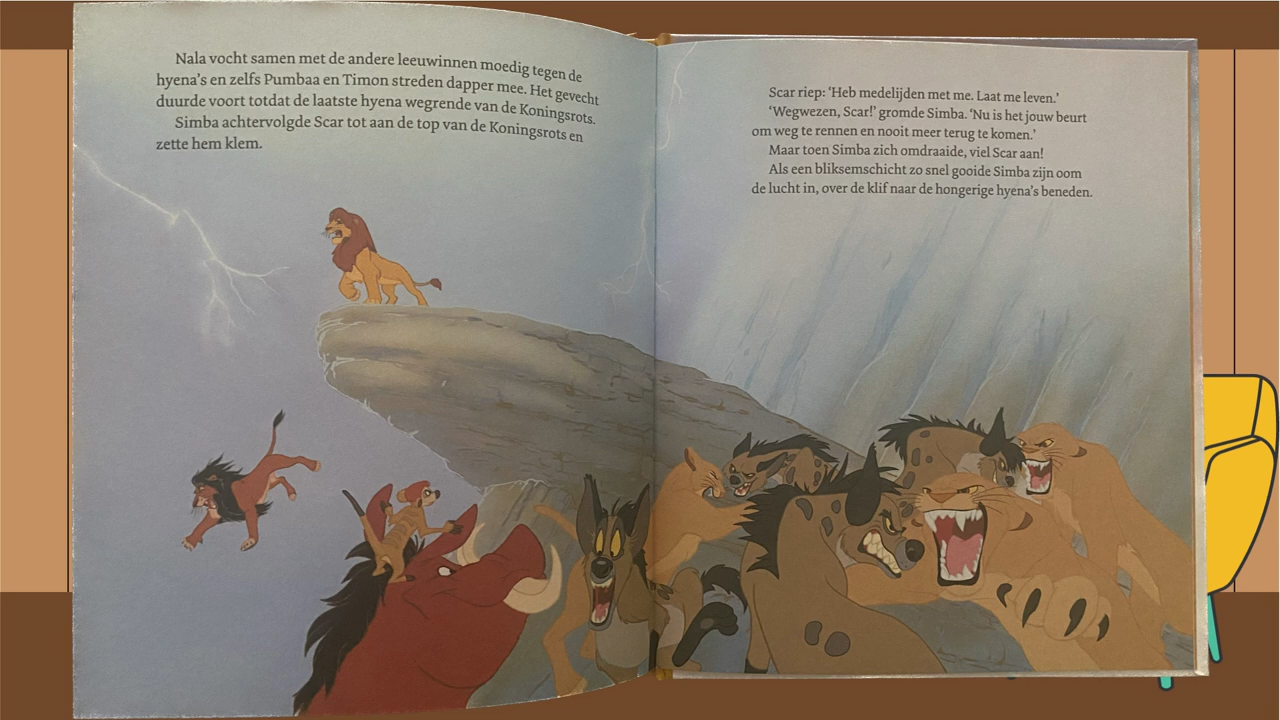 Nala vocht samen met de andere leeuwinnen moedig tegen de
hyena's en zelfs Pumbaa en Timon streden dapper mee. Het gevecht
duurde voort totdat de laatste hyena wegrende van de Koningsrots.
Simba achtervolgde Scar tot aan de top van de Koningsrots en
zette hem klem.
Scar riep: ‘Heb medelijden met me. Laat me leven.’
‘Wegwezen, Scar!’ gromde Simba. ‘Nu is het jouw beurt
om weg te rennen en nooit meer terug te komen.’
Maar toen Simba zich omdraaide, viel Scar aan!
Als een bliksemschicht zo snel gooide Simba zijn oom
de lucht in, over de klif naar de hongerige hyena's beneden.